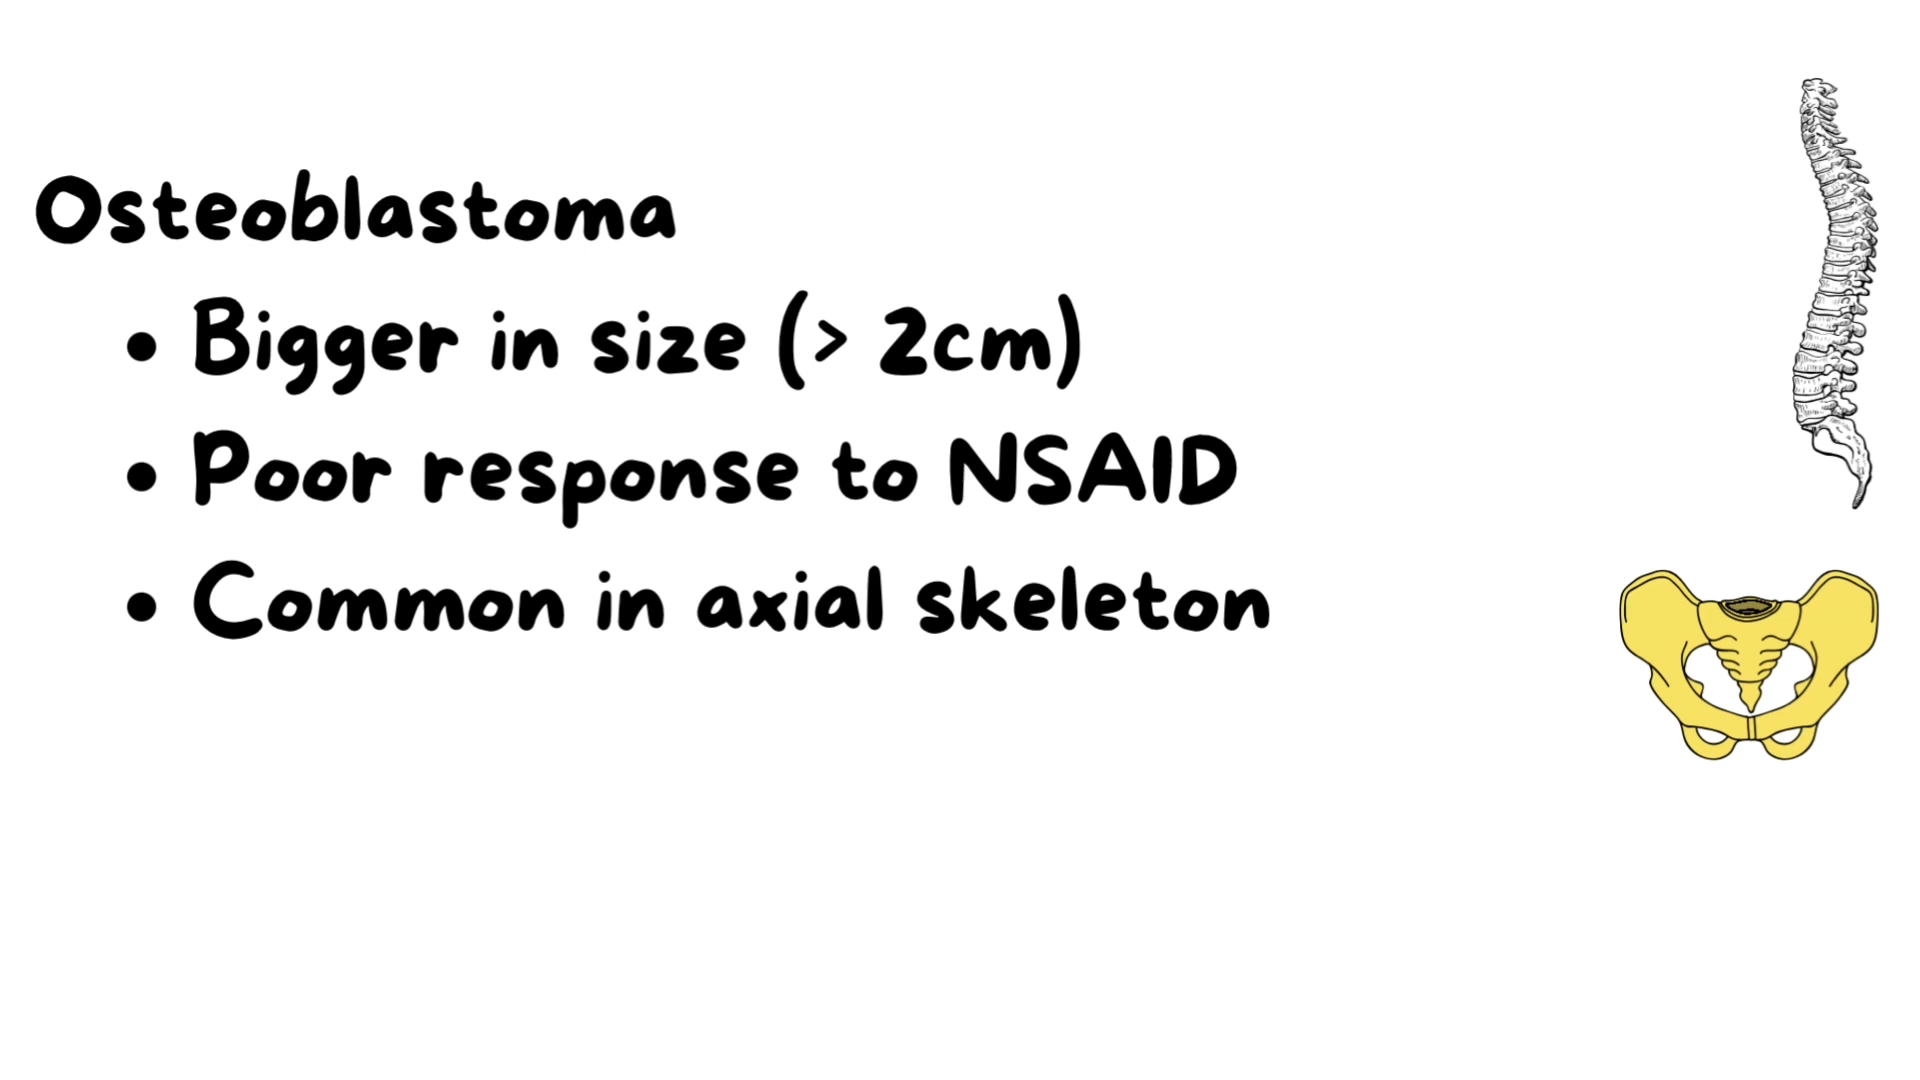 Osteoblastoma
• Bigger in size (> 2cm)
• Poor response to NSAID
• Common in axial skeleton